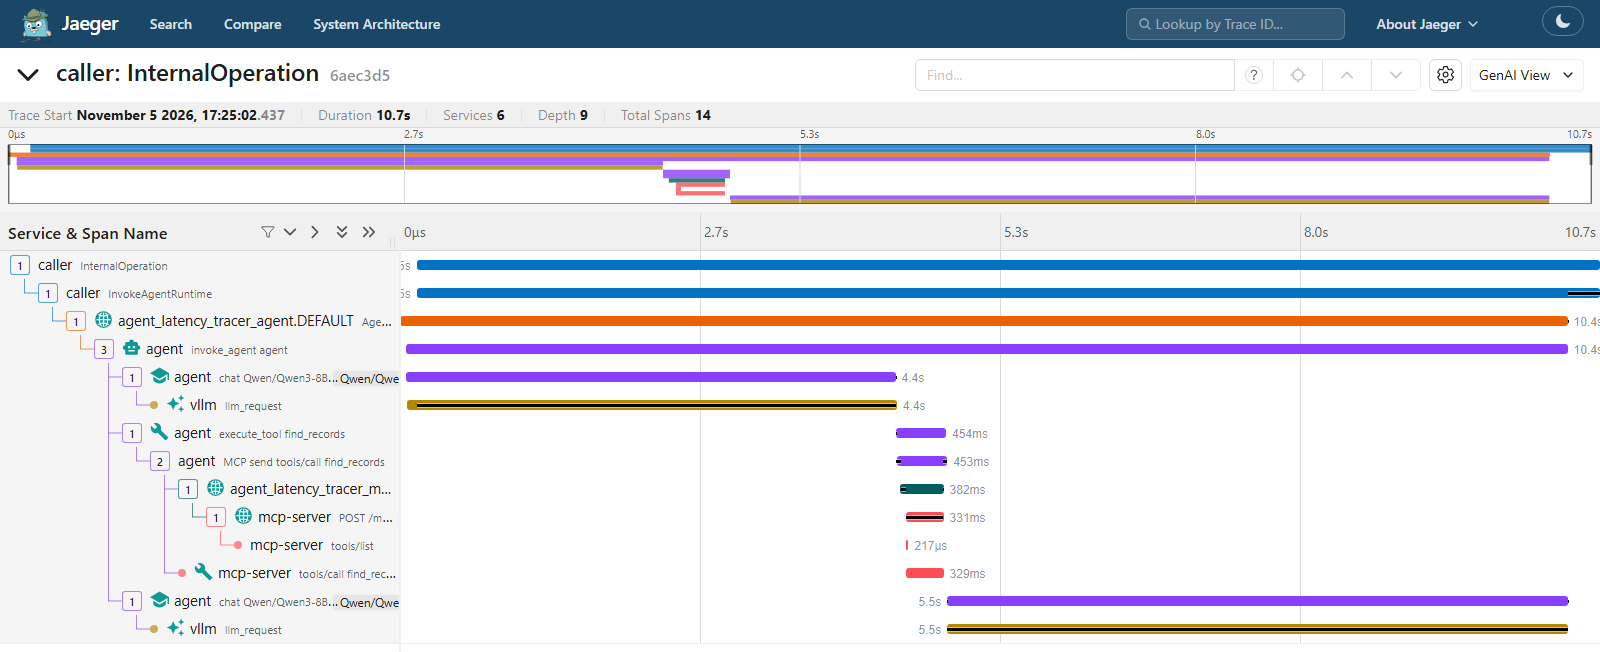 Jaeger Search Compare System Architecture Lookup by Trace ID... About Jaeger
caller: InternalOperation 6aec3d5 Find... ? GenAI View
Trace Start November 5 2026, 17:25:02.437 Duration 10.7s Services 6 Depth 9 Total Spans 14
0μs 2.7s 5.3s 8.0s 10.7s
Service & Span Name 0μs 2.7s 5.3s 8.0s 10.7s
1 caller InternalOperation
1 caller InvokeAgentRuntime
1 agent_latency_tracer_agent.DEFAULT Age... 10.4s
3 agent invoke_agent agent 10.4s
1 agent chat Qwen/Qwen3-8B... Qwen/Qwe 4.4s
vllm llm_request 4.4s
1 agent execute_tool find_records 454ms
2 agent MCP send tools/call find_records 453ms
1 agent_latency_tracer_m... 382ms
1 mcp-server POST /m... 331ms
mcp-server tools/list 217μs
mcp-server tools/call find_rec... 329ms
1 agent chat Qwen/Qwen3-8B... Qwen/Qwe 5.5s
vllm llm_request 5.5s